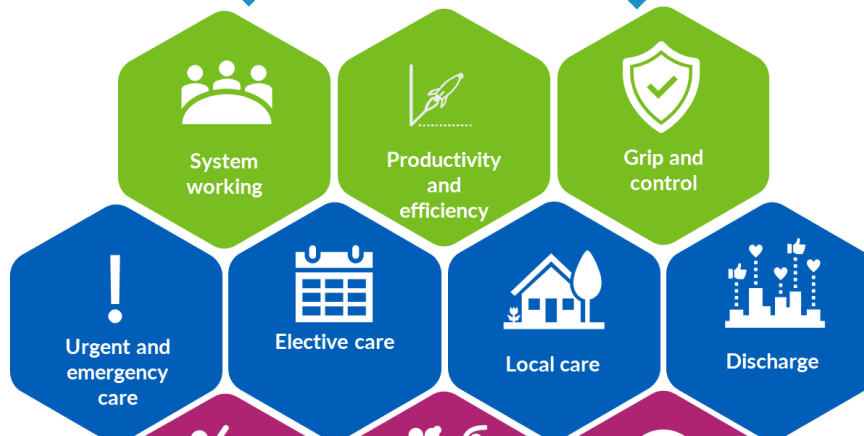 System
working
Productivity
and
efficiency
Grip and
control
Urgent and
emergency
care
Elective care
Local care
Discharge